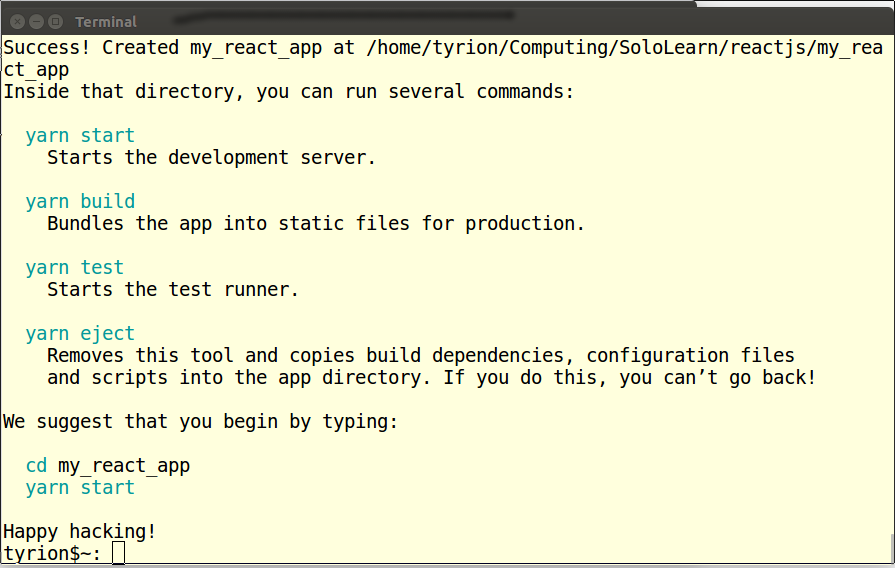 Terminal
Success! Created my_react_app at /home/tyrion/Computing/SoloLearn/reactjs/my_rea
ct_app
Inside that directory, you can run several commands:
yarn start
Starts the development server.
yarn build
Bundles the app into static files for production.
yarn test
Starts the test runner.
yarn eject
Removes this tool and copies build dependencies, configuration files
and scripts into the app directory. If you do this, you can’t go back!
We suggest that you begin by typing:
cd my_react_app
yarn start
Happy hacking!
tyrion$~: